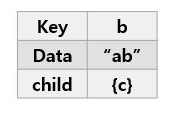 Key b
Data “ab”
child {c}